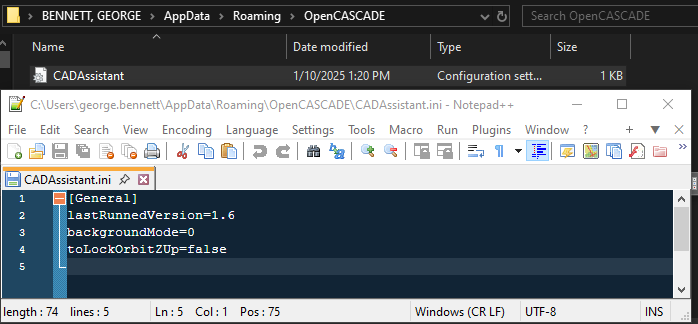 BENNETT, GEORGE > AppData > Roaming > OpenCASCADE
Search OpenCASCADE
Name Date modified Type Size
CADAssistant 1/10/2025 1:20 PM Configuration sett... 1 KB
C:\Users\george.bennett\AppData\Roaming\OpenCASCADE\CADAssistant.ini - Notepad++
File Edit Search View Encoding Language Settings Tools Macro Run Plugins Window ? + ▼ X
CADAssistant.ini
1 [General]
2 lastRunnedVersion=1.6
3 backgroundMode=0
4 toLockOrbitZUp=false
5
length : 74 lines : 5 Ln : 5 Col : 1 Pos : 75 Windows (CR LF) UTF-8 INS